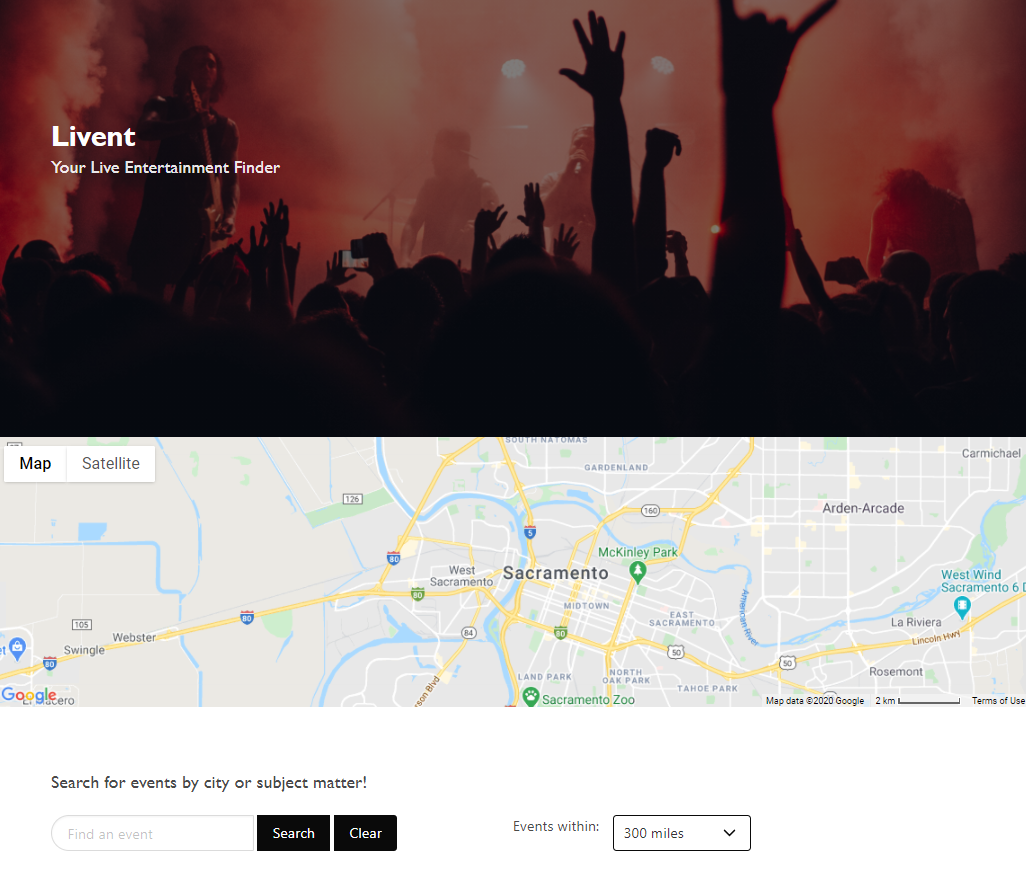 Livent
Your Live Entertainment Finder
SOUTH NATOMAS
Map
Satellite
Carmichael
GARDENLAND
126
160
Arden-Arcade
5
McKinley Park
80
West
Sacramento
Sacramento
West Wind
Sacramento 6 D
80
MIDTOWN
American River
80
EAST
SACRAMENTO
105
Webster
84
80
La Riviera
Lincoln Hwy
Swingle
50
80
50
Rosemont
LAND PARK
NORTH
OAK PARK
TAHOE PARK
Google
Sacramento Zoo
Map data ©2020 Google
2 km
Terms of Use
Search for events by city or subject matter!
Find an event
Search
Clear
Events within:
300 miles